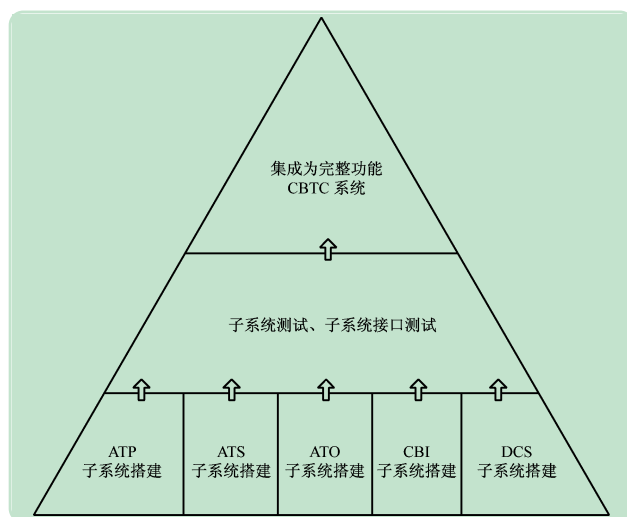 集成为完整功能
CBTC 系统
子系统测试、子系统接口测试
ATP
子系统搭建
ATS
子系统搭建
ATO
子系统搭建
CBI
子系统搭建
DCS
子系统搭建